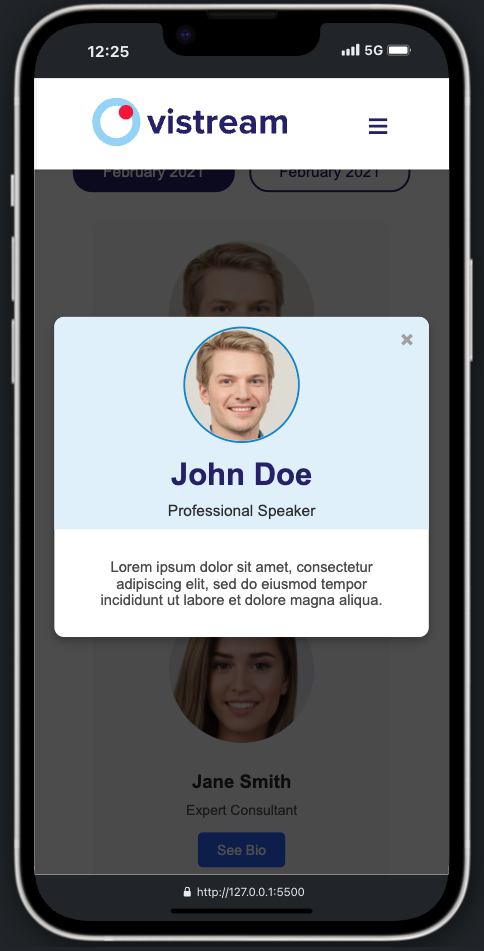 12:25
5G
vistream
February 2021
February 2021
John Doe
Professional Speaker
Lorem ipsum dolor sit amet, consectetur
adipiscing elit, sed do eiusmod tempor
incididunt ut labore et dolore magna aliqua.
Jane Smith
Expert Consultant
See Bio
http://127.0.0.1:5500